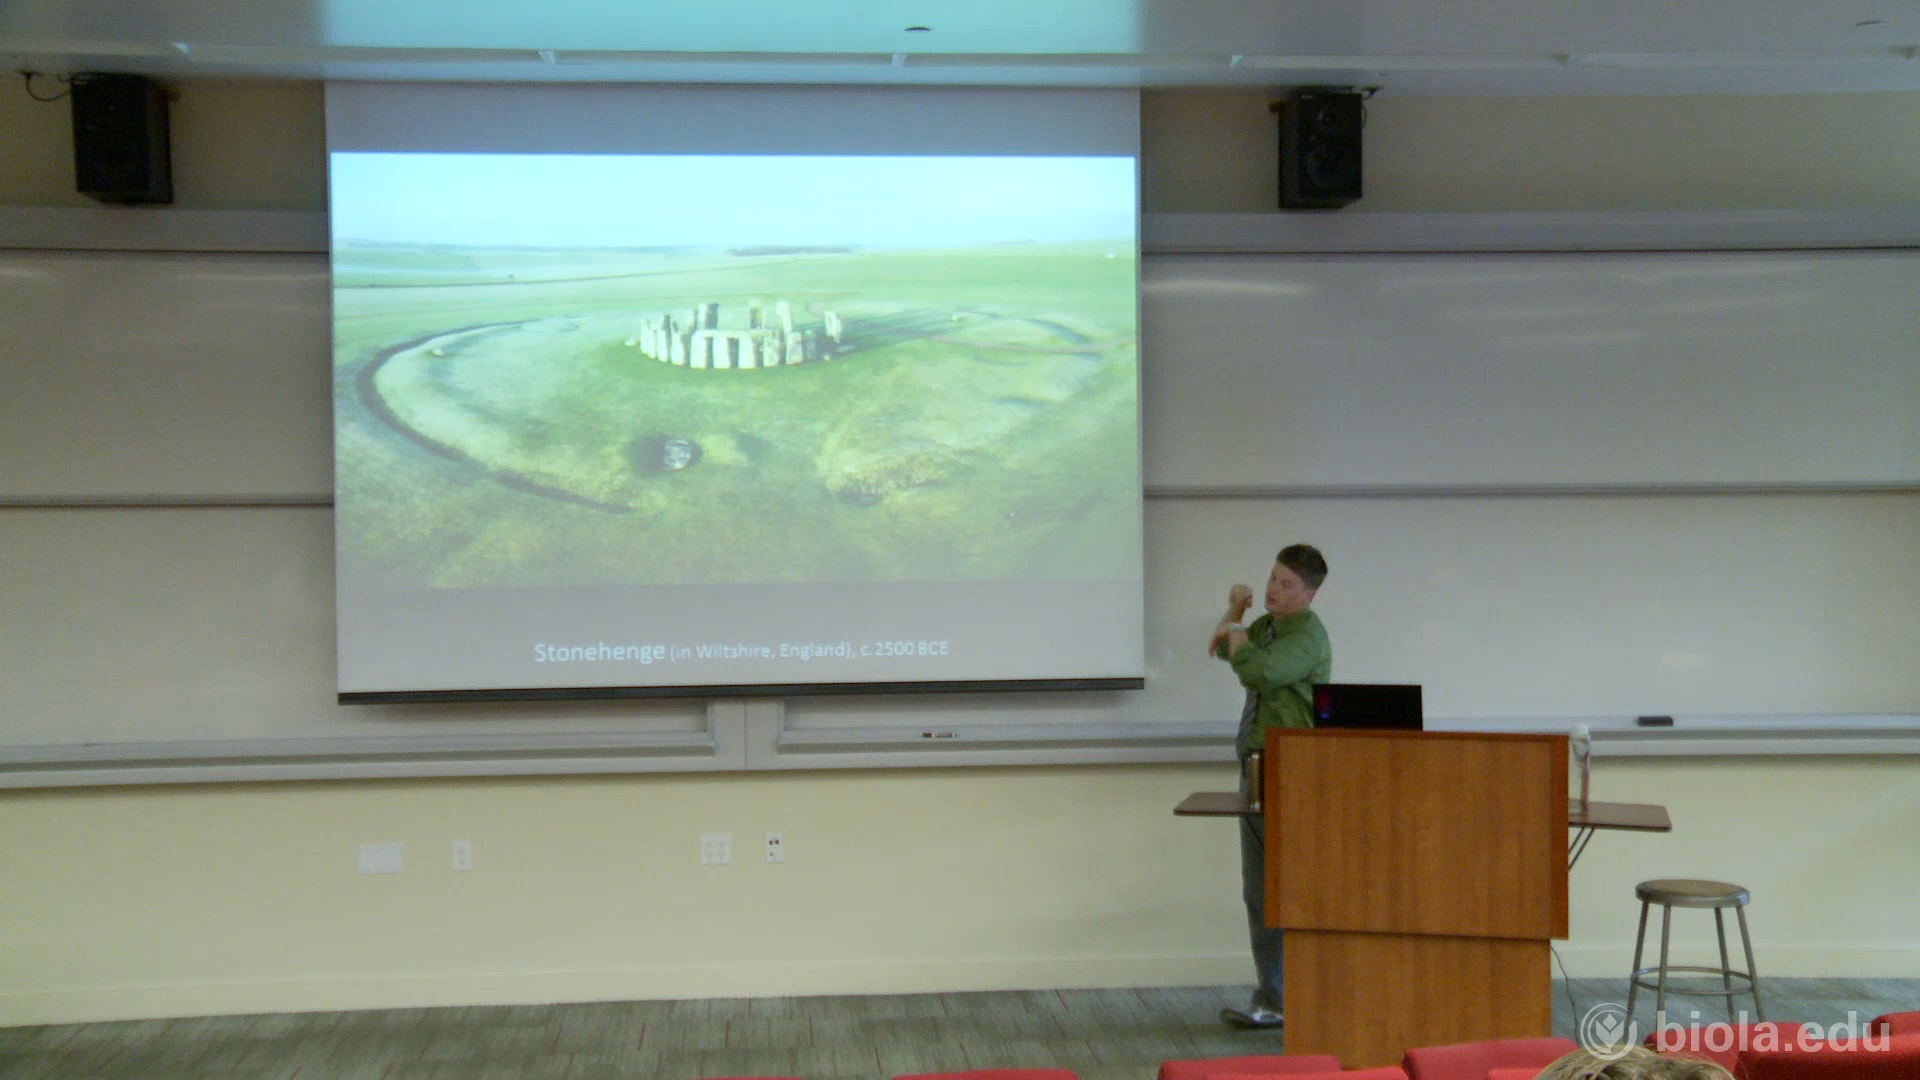 Stonehenge (in Wiltshire, England), c.2500 BCE
biola.edu